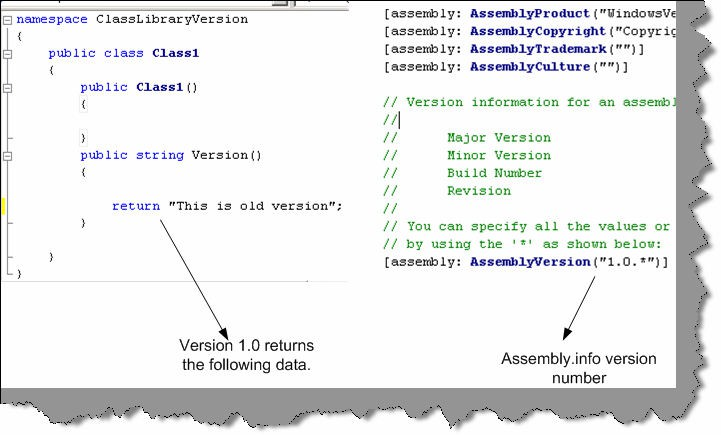 namespace ClassLibraryVersion
{
public class Class1
{
public Class1()
{
}
public string Version()
{
return "This is old version";
}
}
}
Version 1.0 returns
the following data.
[assembly: AssemblyProduct("WindowsVe
[assembly: AssemblyCopyright("Copyrig
[assembly: AssemblyTrademark("")]
[assembly: AssemblyCulture("")]
// Version information for an assembl
//
// Major Version
// Minor Version
// Build Number
// Revision
//
// You can specify all the values or
// by using the '*' as shown below:
[assembly: AssemblyVersion("1.0.*")]
Assembly.info version
number